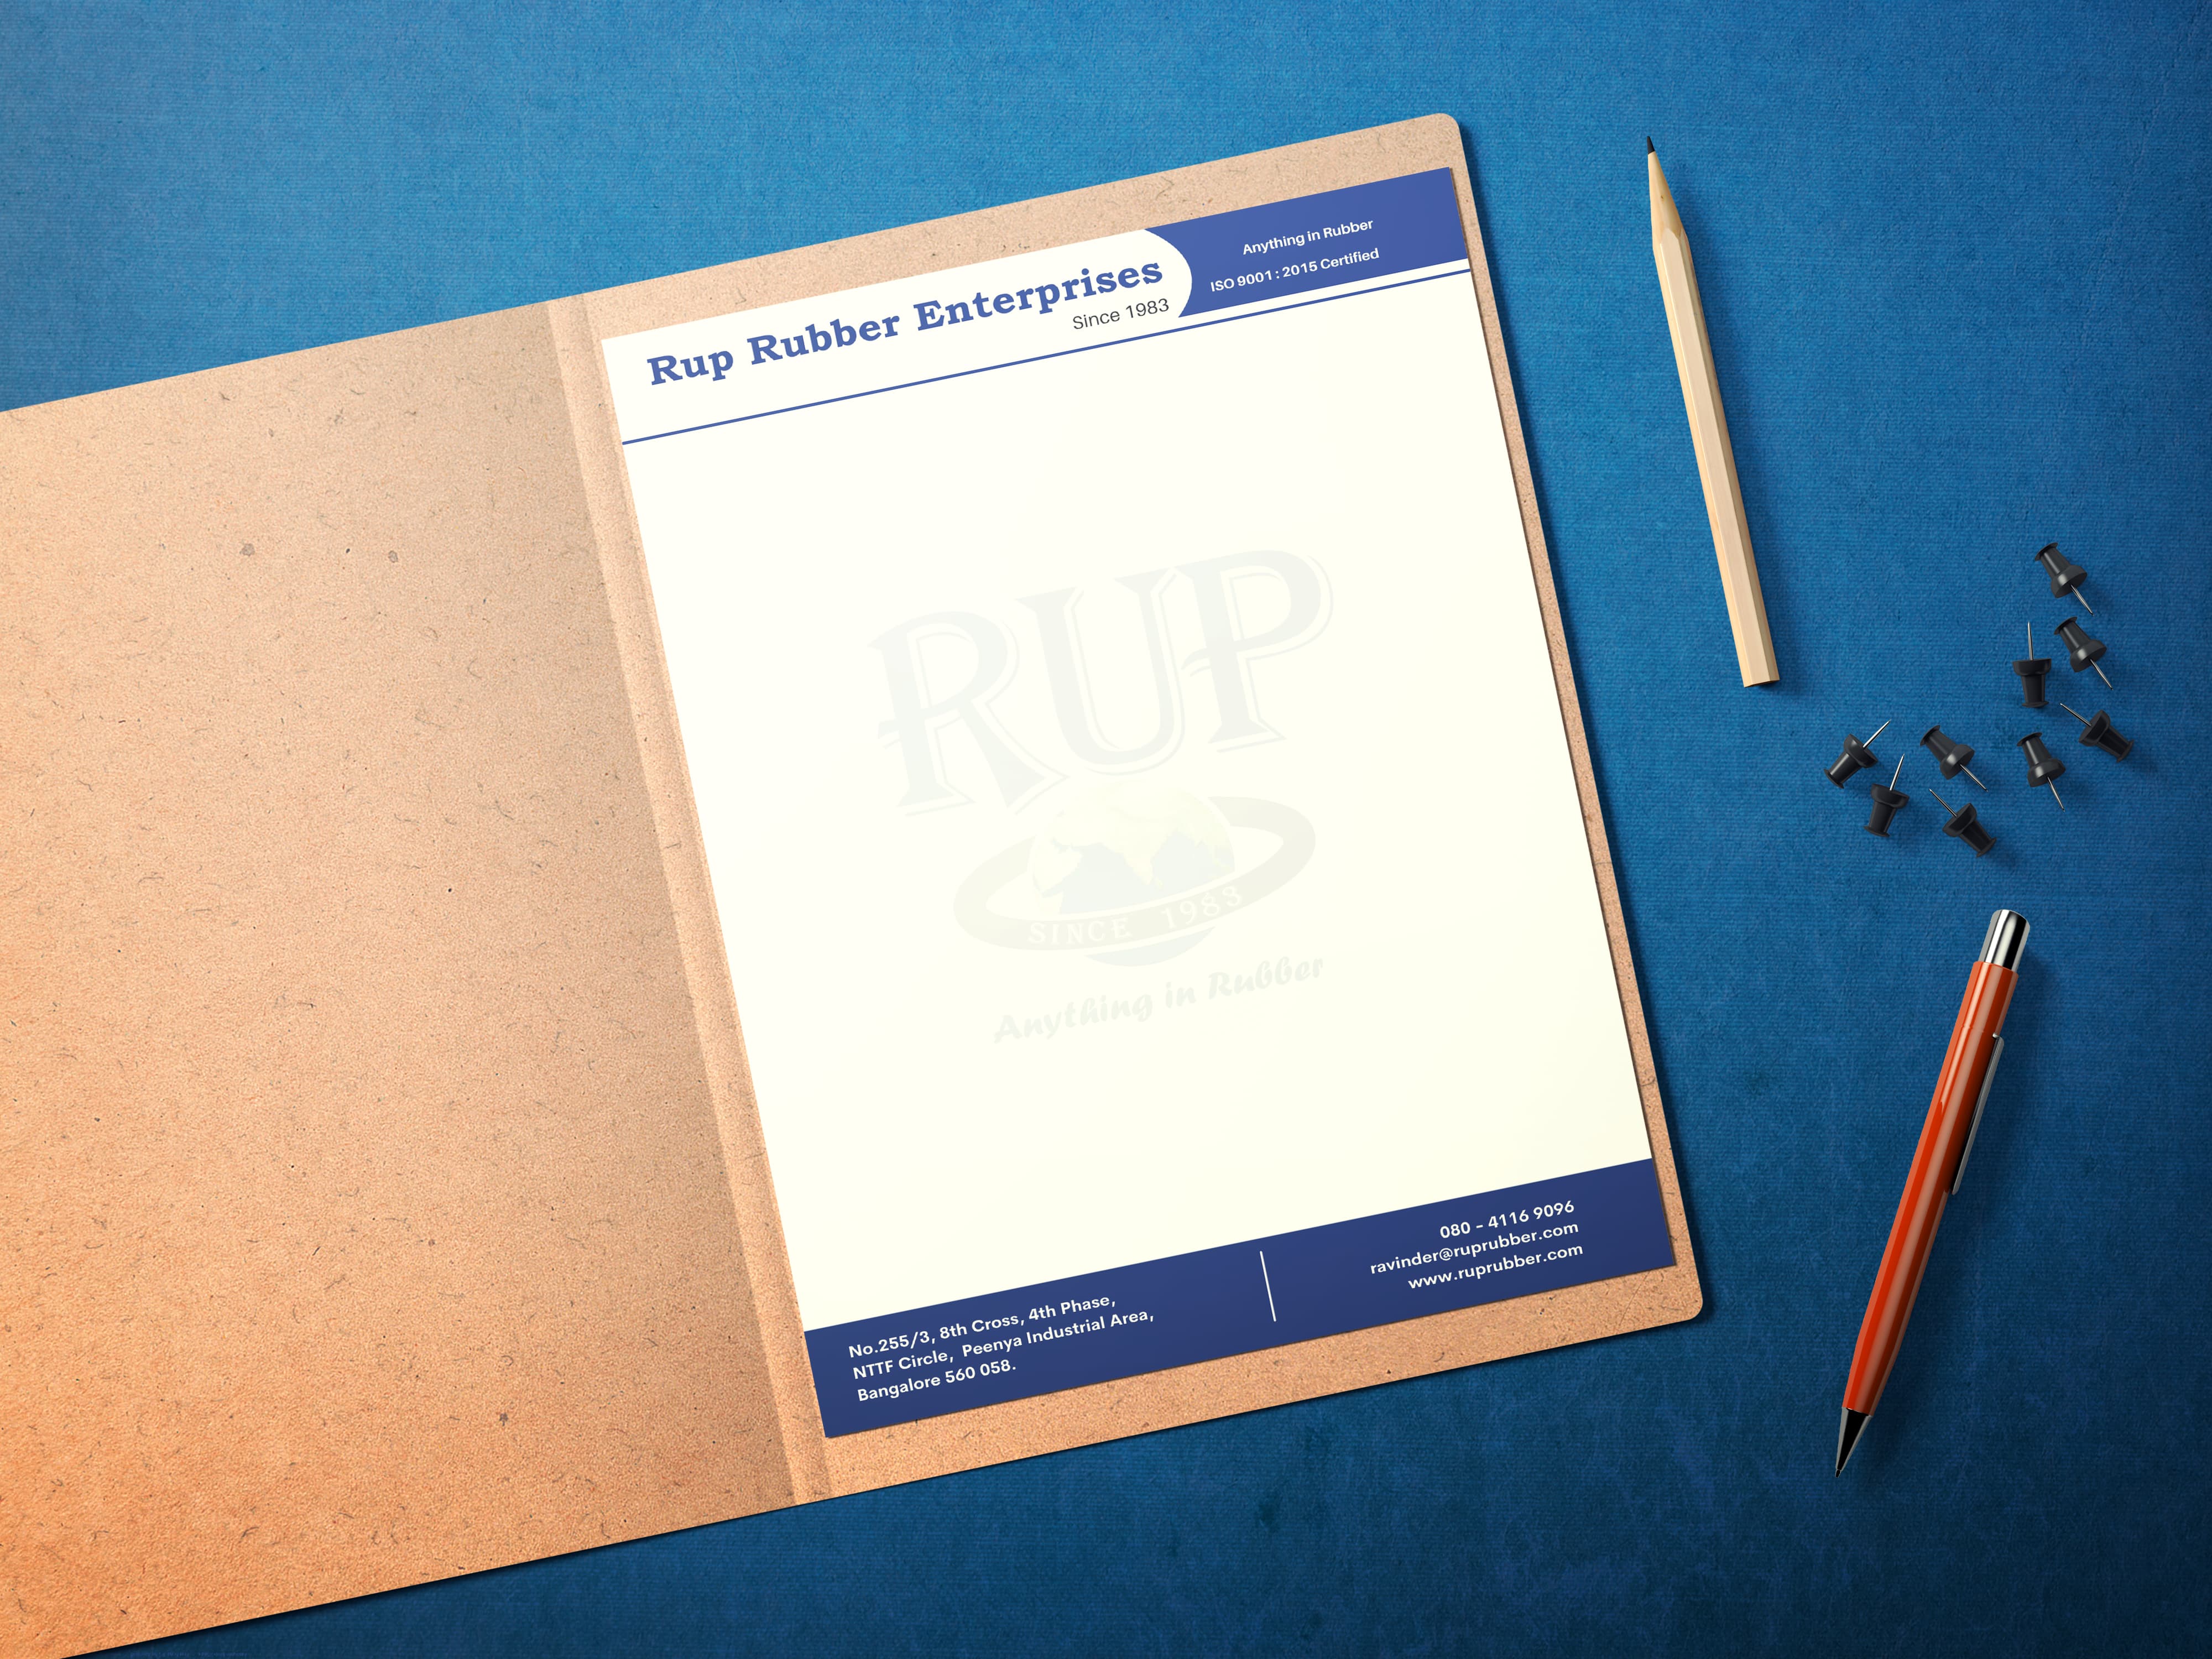 Rup Rubber Enterprises
Since 1983
Anything in Rubber
ISO 9001 : 2015 Certified
RUP
SINCE 1983
Anything in Rubber
No.255/3, 8th Cross, 4th Phase,
NTTF Circle, Peenya Industrial Area,
Bangalore 560 058.
080 - 4116 9096
ravinder@ruprubber.com
www.ruprubber.com